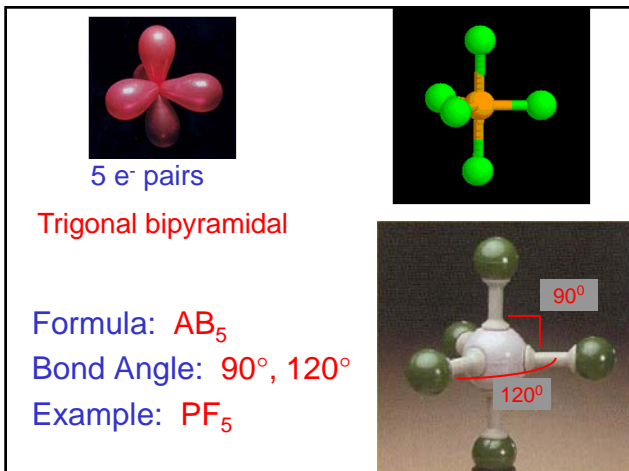 5 e⁻ pairs
Trigonal bipyramidal
90⁰
Formula: AB₅
Bond Angle: 90°, 120°
120⁰
Example: PF₅